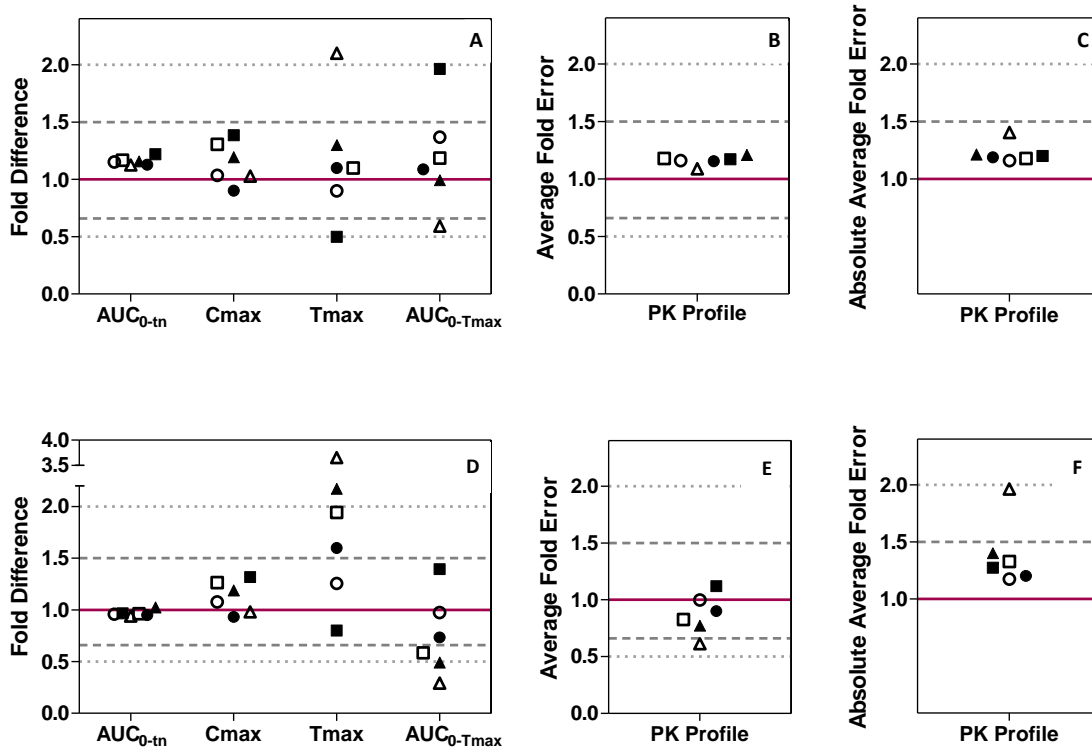 A
Fold Difference
2.0
1.5
1.0
0.5
0.0
AUC0-tn
Cmax
Tmax
AUC0-Tmax
B
Average Fold Error
2.0
1.5
1.0
0.5
0.0
PK Profile
C
Absolute Average Fold Error
2.0
1.5
1.0
PK Profile
D
Fold Difference
4.0
3.5
2.0
1.5
1.0
0.5
0.0
AUC0-tn
Cmax
Tmax
AUC0-Tmax
E
Average Fold Error
2.0
1.5
1.0
0.5
0.0
PK Profile
F
Absolute Average Fold Error
2.0
1.5
1.0
PK Profile